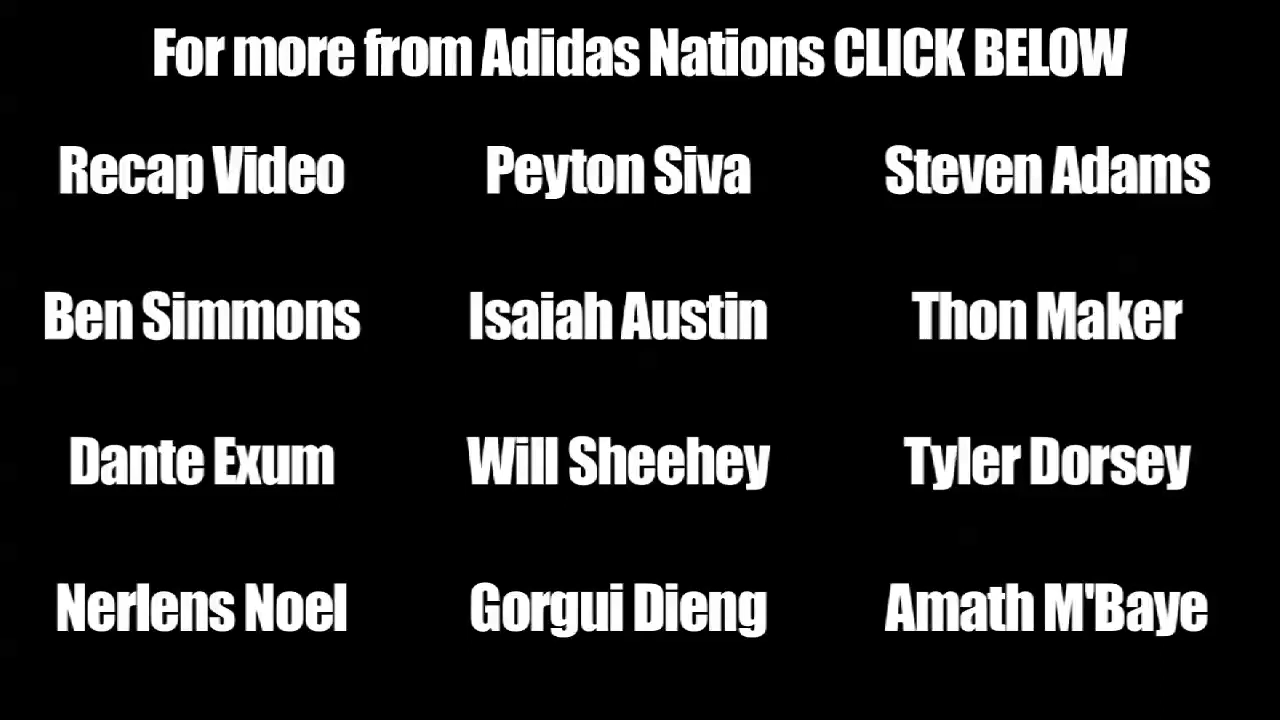 For more from Adidas Nations CLICK BELOW
Recap Video Peyton Siva Steven Adams
Ben Simmons Isaiah Austin Thon Maker
Dante Exum Will Sheehey Tyler Dorsey
Nerlens Noel Gorgui Dieng Amath M'Baye